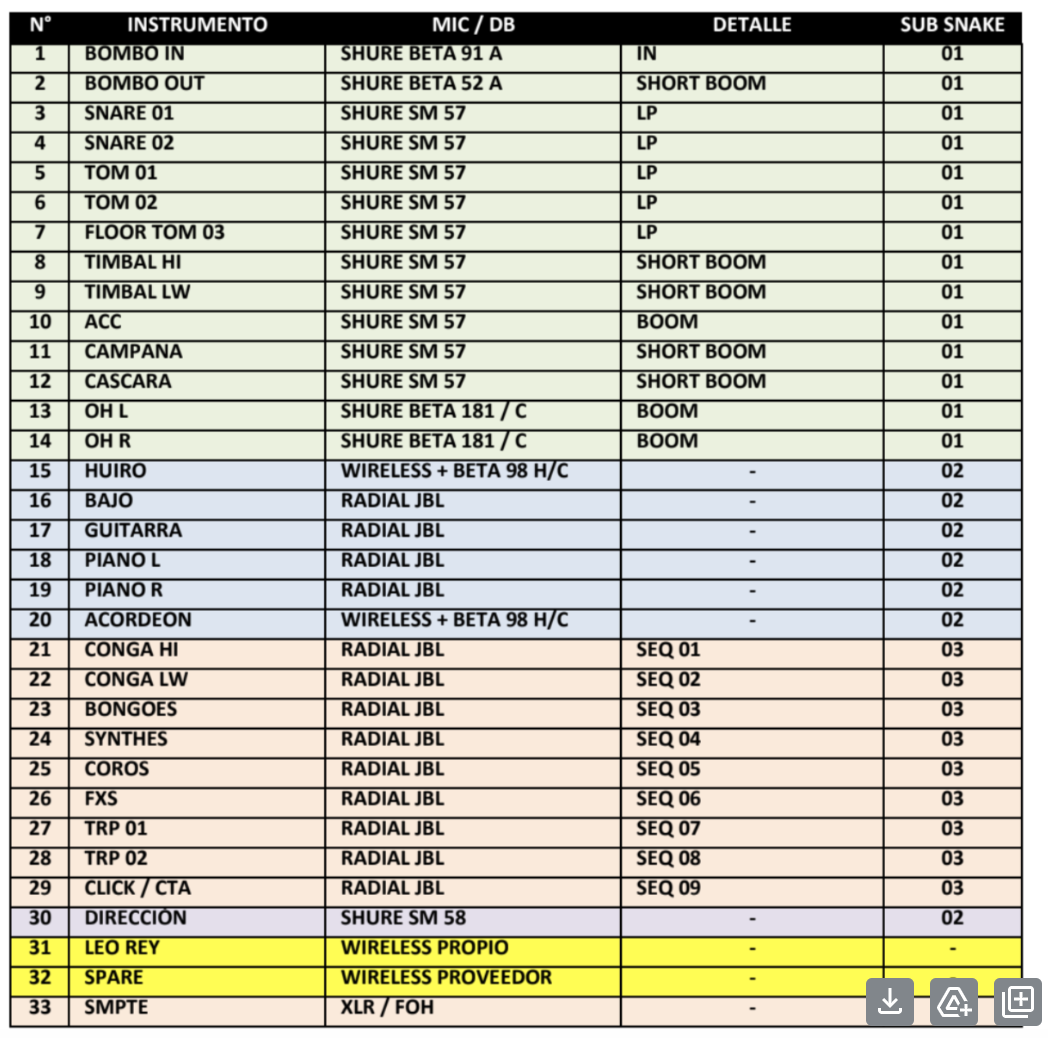 N° INSTRUMENTO MIC / DB DETALLE SUB SNAKE
1 BOMBO IN SHURE BETA 91 A IN 01
2 BOMBO OUT SHURE BETA 52 A SHORT BOOM 01
3 SNARE 01 SHURE SM 57 LP 01
4 SNARE 02 SHURE SM 57 LP 01
5 TOM 01 SHURE SM 57 LP 01
6 TOM 02 SHURE SM 57 LP 01
7 FLOOR TOM 03 SHURE SM 57 LP 01
8 TIMBAL HI SHURE SM 57 SHORT BOOM 01
9 TIMBAL LW SHURE SM 57 SHORT BOOM 01
10 ACC SHURE SM 57 BOOM 01
11 CAMPANA SHURE SM 57 SHORT BOOM 01
12 CASCARA SHURE SM 57 SHORT BOOM 01
13 OH L SHURE BETA 181 / C BOOM 01
14 OH R SHURE BETA 181 / C BOOM 01
15 HUIRO WIRELESS + BETA 98 H/C - 02
16 BAJO RADIAL JBL - 02
17 GUITARRA RADIAL JBL - 02
18 PIANO L RADIAL JBL - 02
19 PIANO R RADIAL JBL - 02
20 ACORDEON WIRELESS + BETA 98 H/C - 02
21 CONGA HI RADIAL JBL SEQ 01 03
22 CONGA LW RADIAL JBL SEQ 02 03
23 BONGOES RADIAL JBL SEQ 03 03
24 SYNTHES RADIAL JBL SEQ 04 03
25 COROS RADIAL JBL SEQ 05 03
26 FXS RADIAL JBL SEQ 06 03
27 TRP 01 RADIAL JBL SEQ 07 03
28 TRP 02 RADIAL JBL SEQ 08 03
29 CLICK / CTA RADIAL JBL SEQ 09 03
30 DIRECCIÓN SHURE SM 58 - 02
31 LEO REY WIRELESS PROPIO - -
32 SPARE WIRELESS PROVEEDOR -
33 SMPTE XLR / FOH -